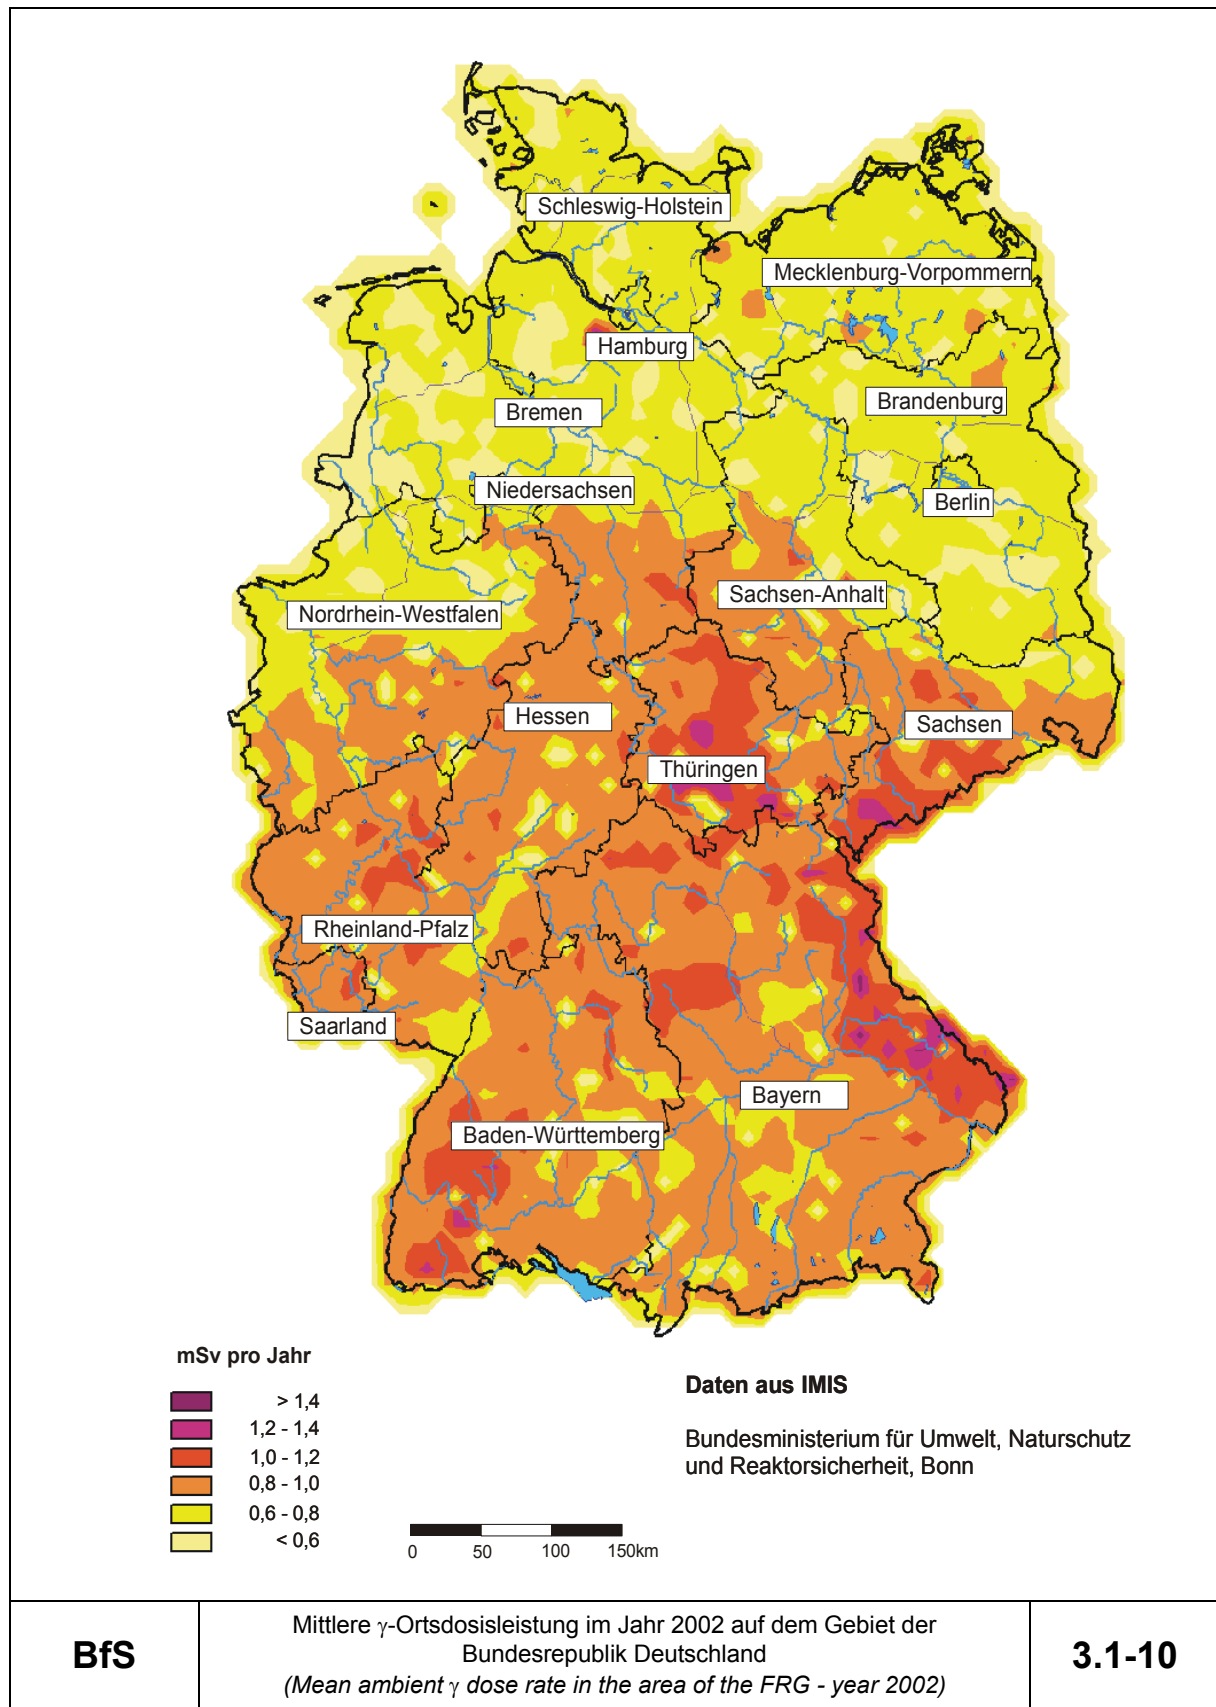 Schleswig-Holstein
Mecklenburg-Vorpommern
Hamburg
Brandenburg
Bremen
Niedersachsen
Berlin
Sachsen-Anhalt
Nordrhein-Westfalen
Hessen
Sachsen
Thüringen
Rheinland-Pfalz
Saarland
Bayern
Baden-Württemberg
mSv pro Jahr
> 1,4
1,2 - 1,4
1,0 - 1,2
0,8 - 1,0
0,6 - 0,8
< 0,6
0 50 100 150km
Daten aus IMIS
Bundesministerium für Umwelt, Naturschutz
und Reaktorsicherheit, Bonn
BfS
Mittlere γ-Ortsdosisleistung im Jahr 2002 auf dem Gebiet der
Bundesrepublik Deutschland
(Mean ambient γ dose rate in the area of the FRG - year 2002)
3.1-10